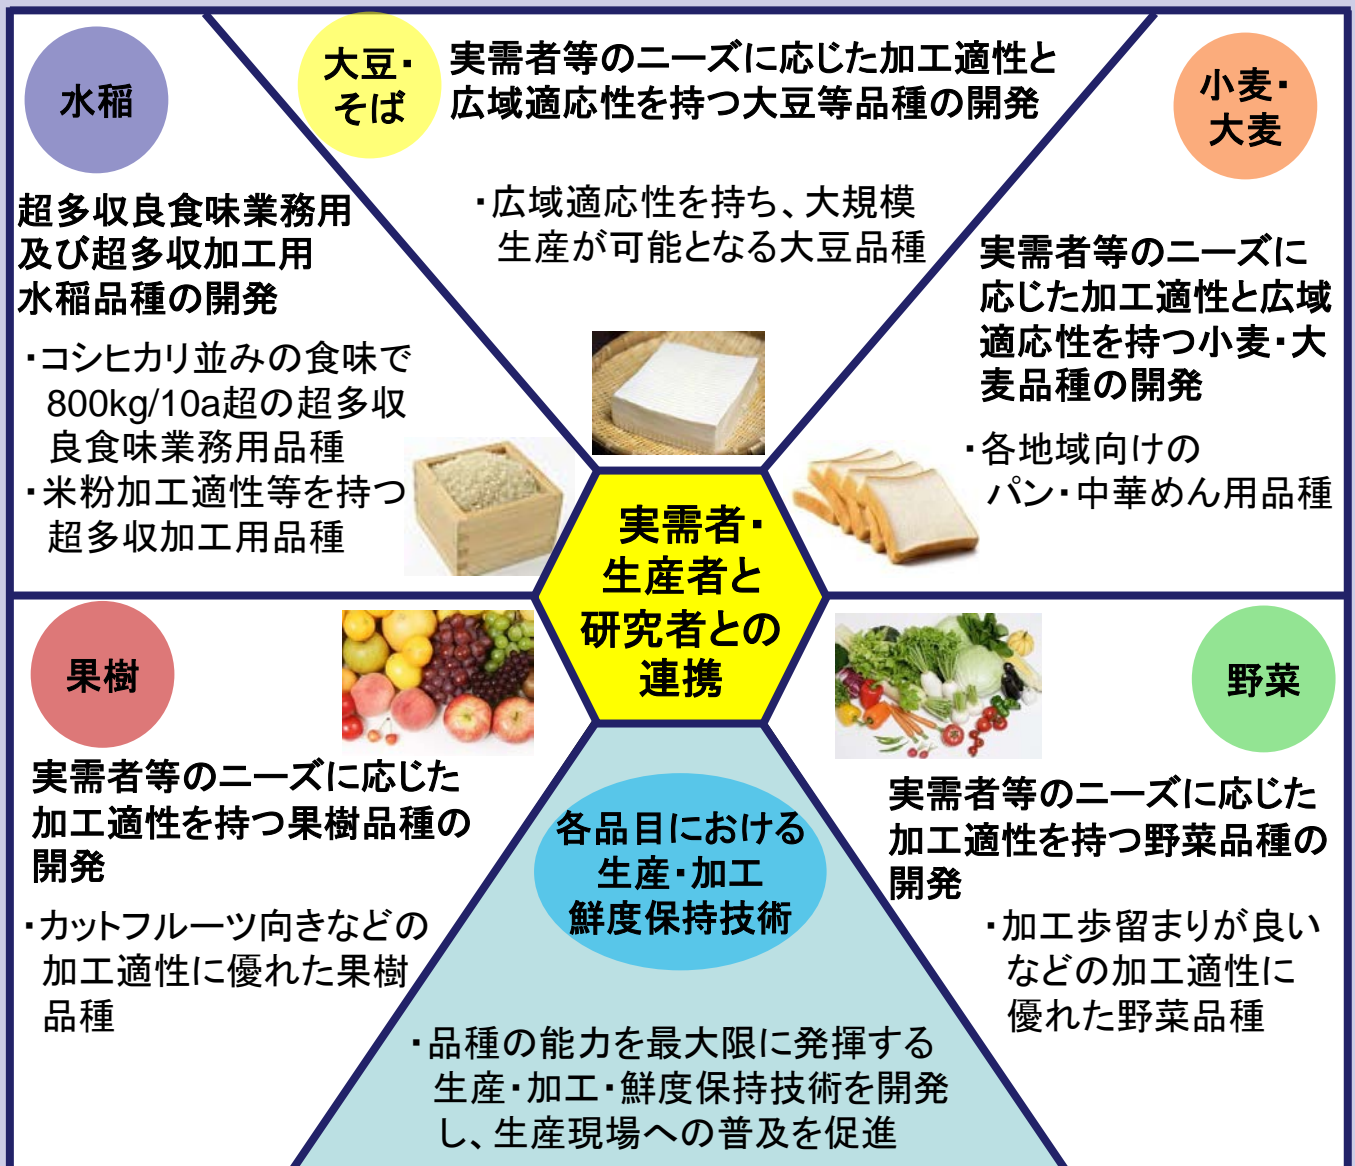 水稲
超多収良食味業務用
及び超多収加工用
水稲品種の開発
・コシヒカリ並みの食味で
800kg/10a超の超多収
良食味業務用品種
・米粉加工適性等を持つ
超多収加工用品種
大豆・
そば
実需者等のニーズに応じた加工適性と
広域適応性を持つ大豆等品種の開発
・広域適応性を持ち、大規模
生産が可能となる大豆品種
小麦・
大麦
実需者等のニーズに
応じた加工適性と広域
適応性を持つ小麦・大
麦品種の開発
・各地域向けの
パン・中華めん用品種
実需者・
生産者と
研究者との
連携
果樹
実需者等のニーズに応じた
加工適性を持つ果樹品種の
開発
・カットフルーツ向きなどの
加工適性に優れた果樹
品種
各品目における
生産・加工
鮮度保持技術
・品種の能力を最大限に発揮する
生産・加工・鮮度保持技術を開発
し、生産現場への普及を促進
野菜
実需者等のニーズに応じた
加工適性を持つ野菜品種の
開発
・加工歩留まりが良い
などの加工適性に
優れた野菜品種